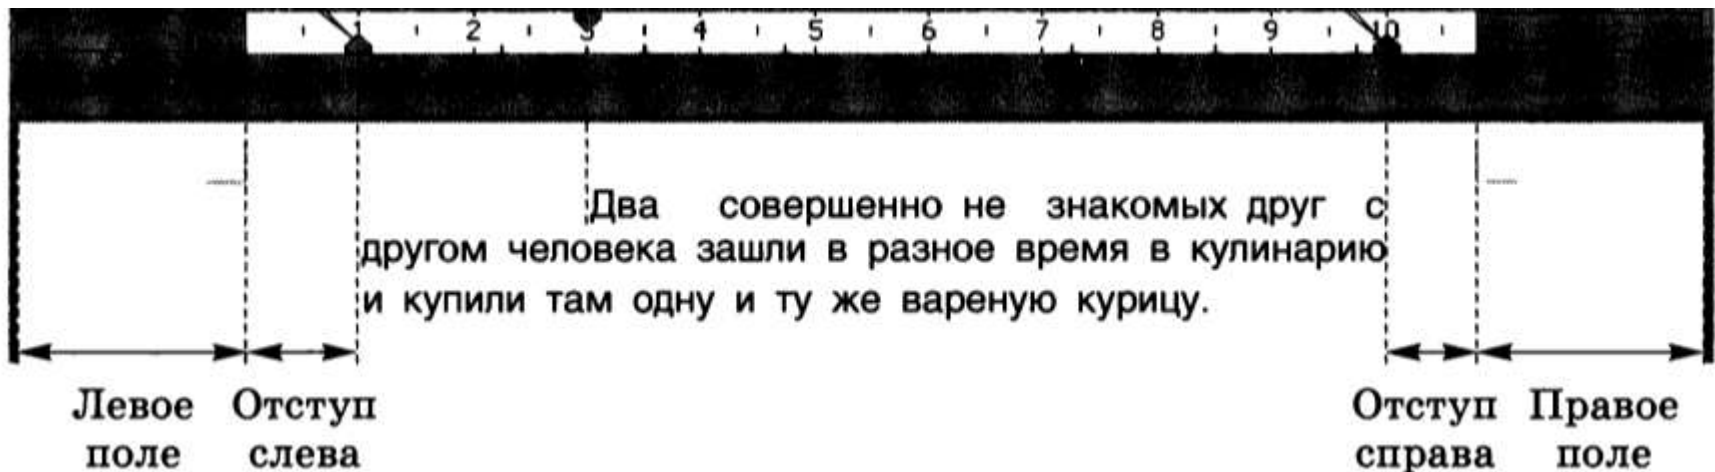 1 2 3 4 5 6 7 8 9 10
Два совершенно не знакомых друг с
другом человека зашли в разное время в кулинарию
и купили там одну и ту же вареную курицу.
Левое поле
Отступ слева
Отступ справа
Правое поле